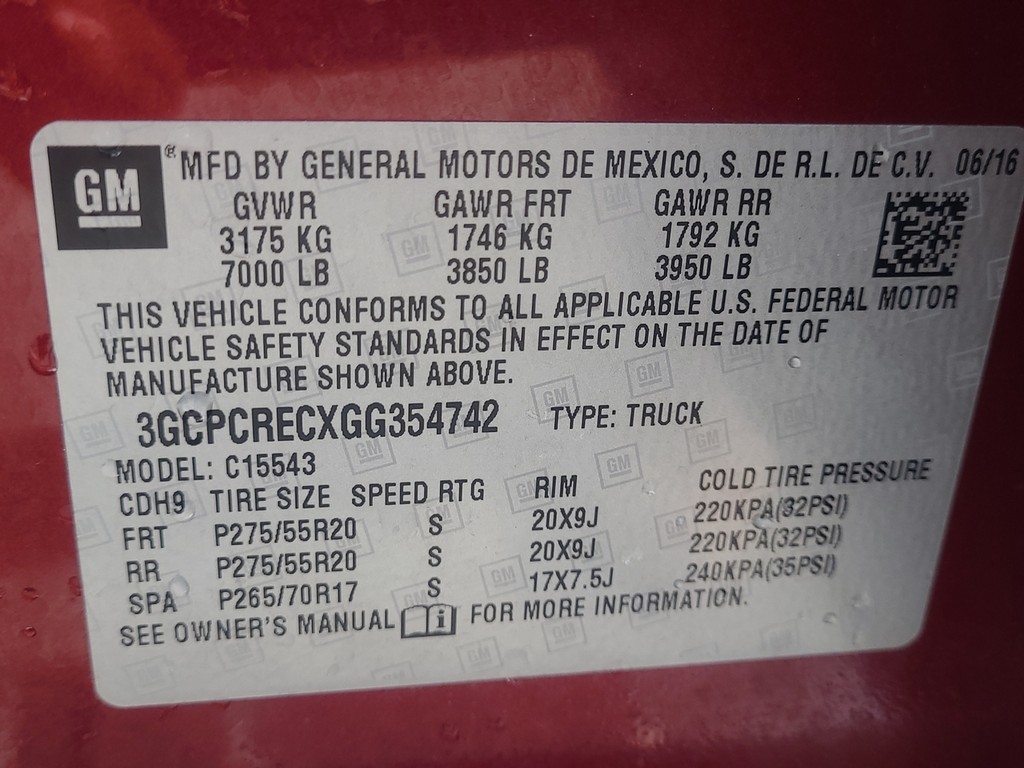 GM ® MFD BY GENERAL MOTORS DE MEXICO, S. DE R.L. DE C.V. 06/16
GVWR GAWR FRT GAWR RR
3175 KG 1746 KG 1792 KG
7000 LB 3850 LB 3950 LB
THIS VEHICLE CONFORMS TO ALL APPLICABLE U.S. FEDERAL MOTOR
VEHICLE SAFETY STANDARDS IN EFFECT ON THE DATE OF
MANUFACTURE SHOWN ABOVE.
3GCPCRECXGG354742 TYPE: TRUCK
MODEL: C15543
CDH9 TIRE SIZE SPEED RTG RIM COLD TIRE PRESSURE
FRT P275/55R20 S 20X9J 220KPA(32PSI)
RR P275/55R20 S 20X9J 220KPA(32PSI)
SPA P265/70R17 S 17X7.5J 240KPA(35PSI)
SEE OWNER'S MANUAL i FOR MORE INFORMATION.